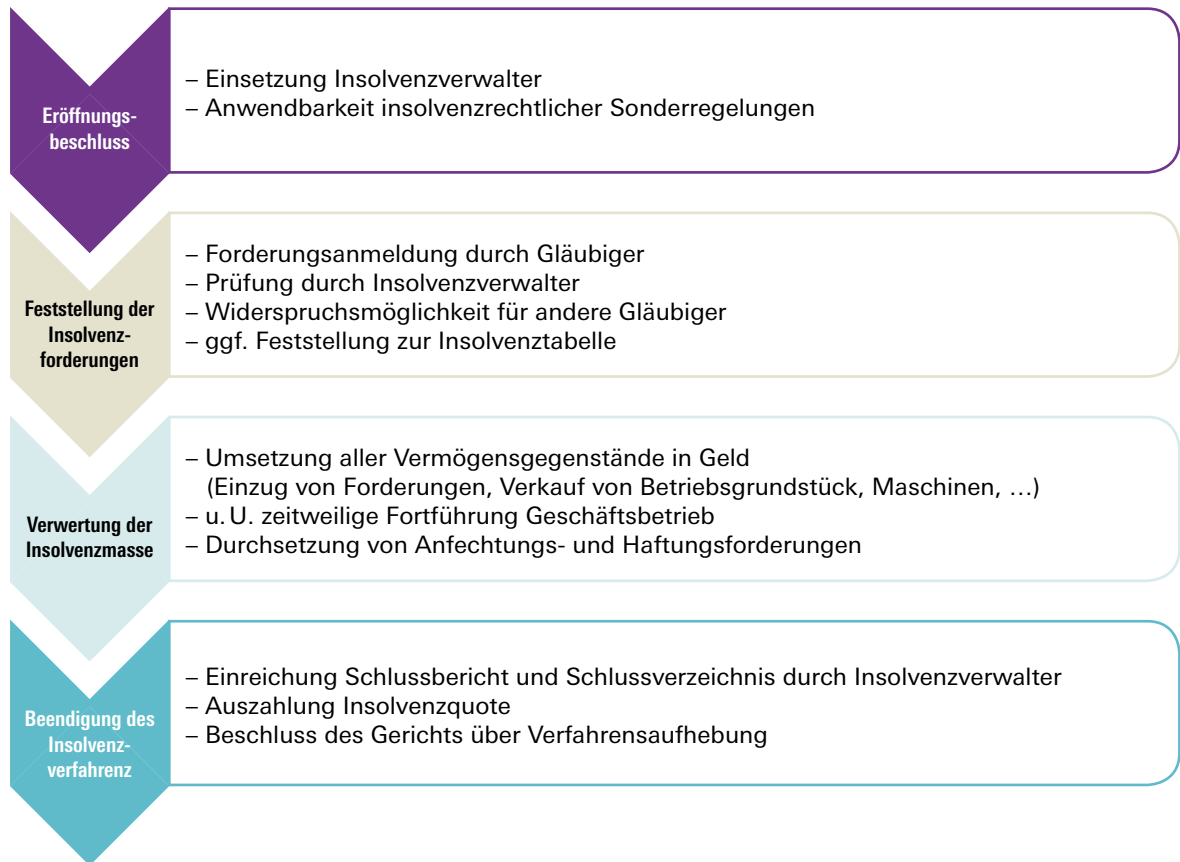 Eröffnungs-
beschluss
– Einsetzung Insolvenzverwalter
– Anwendbarkeit insolvenzrechtlicher Sonderregelungen
Feststellung der
Insolvenz-
forderungen
– Forderungsanmeldung durch Gläubiger
– Prüfung durch Insolvenzverwalter
– Widerspruchsmöglichkeit für andere Gläubiger
– ggf. Feststellung zur Insolvenztabelle
Verwertung der
Insolvenzmasse
– Umsetzung aller Vermögensgegenstände in Geld
(Einzug von Forderungen, Verkauf von Betriebsgrundstück, Maschinen, …)
– u. U. zeitweilige Fortführung Geschäftsbetrieb
– Durchsetzung von Anfechtungs- und Haftungsforderungen
Beendigung des
Insolvenz-
verfahrenz
– Einreichung Schlussbericht und Schlussverzeichnis durch Insolvenzverwalter
– Auszahlung Insolvenzquote
– Beschluss des Gerichts über Verfahrensaufhebung